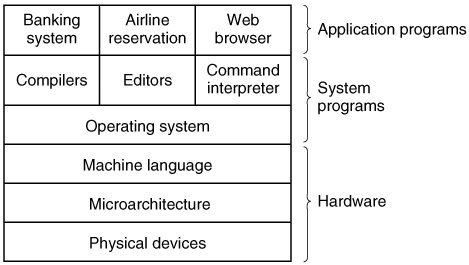 Banking
system
Airline
reservation
Web
browser
Application programs
Compilers
Editors
Command
interpreter
System
programs
Operating system
Machine language
Microarchitecture
Hardware
Physical devices